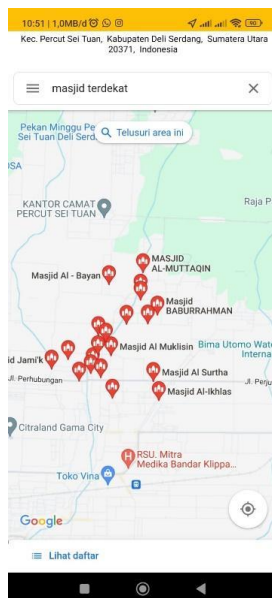 10:51 | 1,0MB/d
90
Kec. Percut Sei Tuan, Kabupaten Deli Serdang, Sumatera Utara
20371, Indonesia
masjid terdekat
Pekan Minggu Pe
Sei Tuan Deli Serd
Telusuri area ini
SA
KANTOR CAMAT
PERCUT SEI TUAN
Raja P
MASJID
AL-MUTTAQIN
Masjid Al - Bayan
Masjid
BABURRAHMAN
Masjid Al Muklisin
Bima Utomo Wate
Interna
id Jami'k
Masjid Al Surtha
Jl. Perhubungan
Jl. Perju
Masjid Al-Ikhlas
Citraland Gama City
RSU. Mitra
Medika Bandar Klippa...
Toko Vina
Google
Lihat daftar